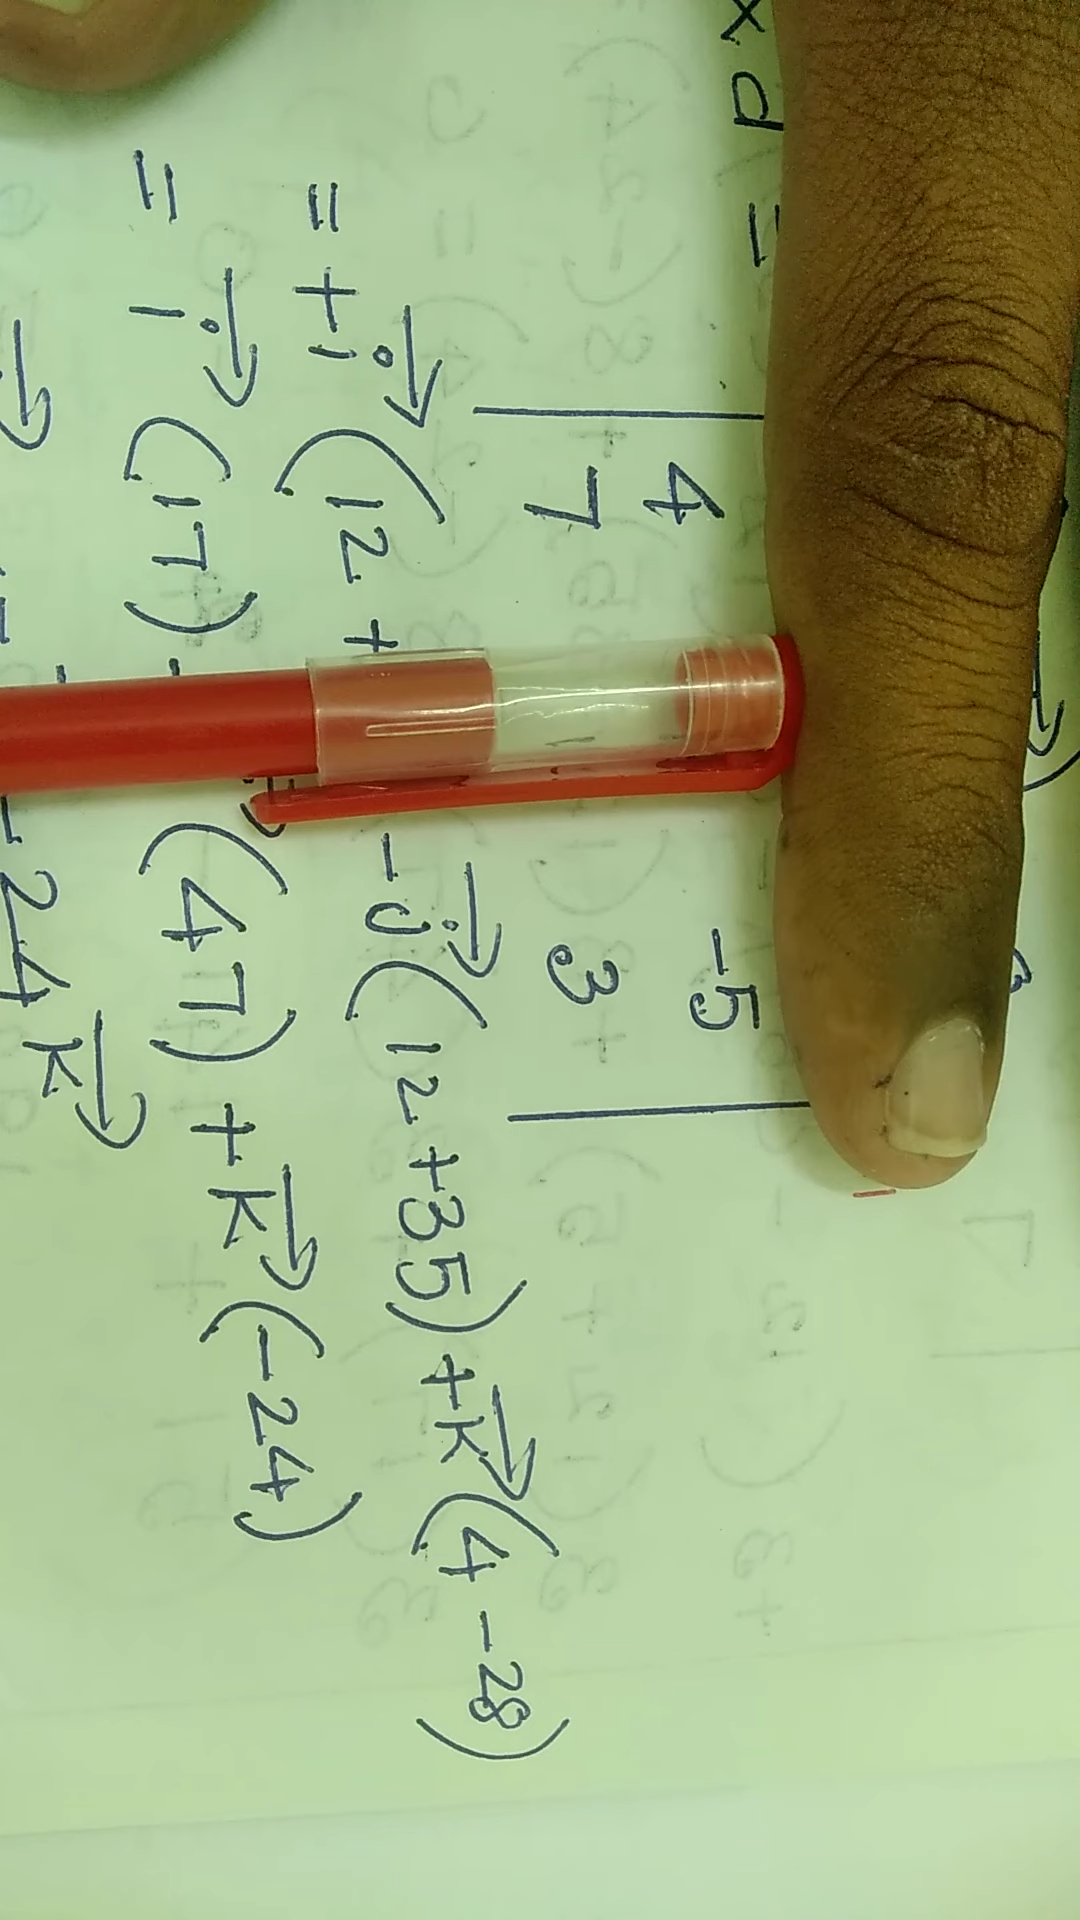 x d =
4 -5
7 3
= + i (12 + - j (12 + 35) + k (4 - 28)
= i (17) - (47) + k (-24)
- 24 k